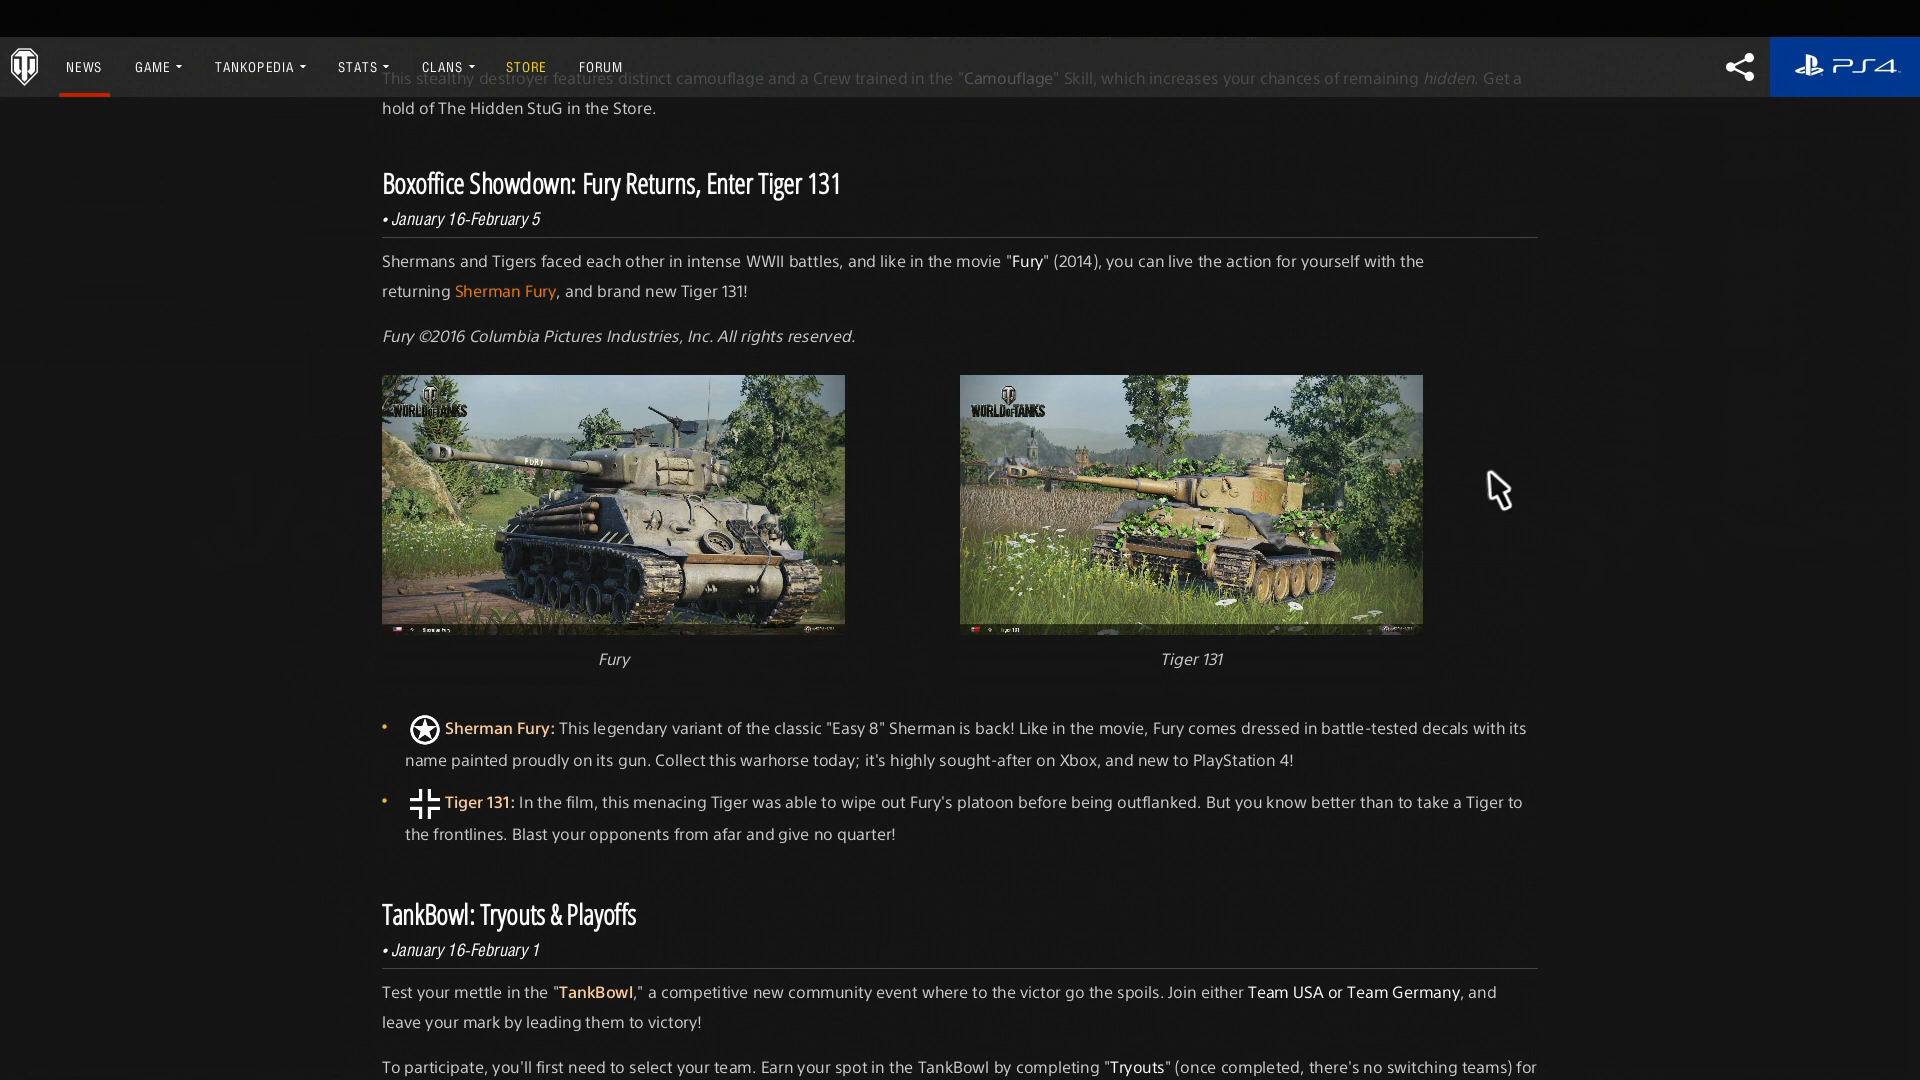 NEWS GAME TANKOPEDIA STATS CLANS STORE FORUM PS4
This stealthy destroyer features distinct camouflage and a Crew trained in the "Camouflage" Skill, which increases your chances of remaining hidden. Get a
hold of The Hidden StuG in the Store.
Boxoffice Showdown: Fury Returns, Enter Tiger 131
• January 16-February 5
Shermans and Tigers faced each other in intense WWII battles, and like in the movie "Fury" (2014), you can live the action for yourself with the
returning Sherman Fury, and brand new Tiger 131!
Fury ©2016 Columbia Pictures Industries, Inc. All rights reserved.
WORLD OF TANKS
FURY
Sherman Fury
WORLD OF TANKS
131
Tiger 131
Fury
Tiger 131
• Sherman Fury: This legendary variant of the classic "Easy 8" Sherman is back! Like in the movie, Fury comes dressed in battle-tested decals with its
name painted proudly on its gun. Collect this warhorse today; it's highly sought-after on Xbox, and new to PlayStation 4!
• Tiger 131: In the film, this menacing Tiger was able to wipe out Fury's platoon before being outflanked. But you know better than to take a Tiger to
the frontlines. Blast your opponents from afar and give no quarter!
TankBowl: Tryouts & Playoffs
• January 16-February 1
Test your mettle in the "TankBowl," a competitive new community event where to the victor go the spoils. Join either Team USA or Team Germany, and
leave your mark by leading them to victory!
To participate, you'll first need to select your team. Earn your spot in the TankBowl by completing "Tryouts" (once completed, there's no switching teams) for